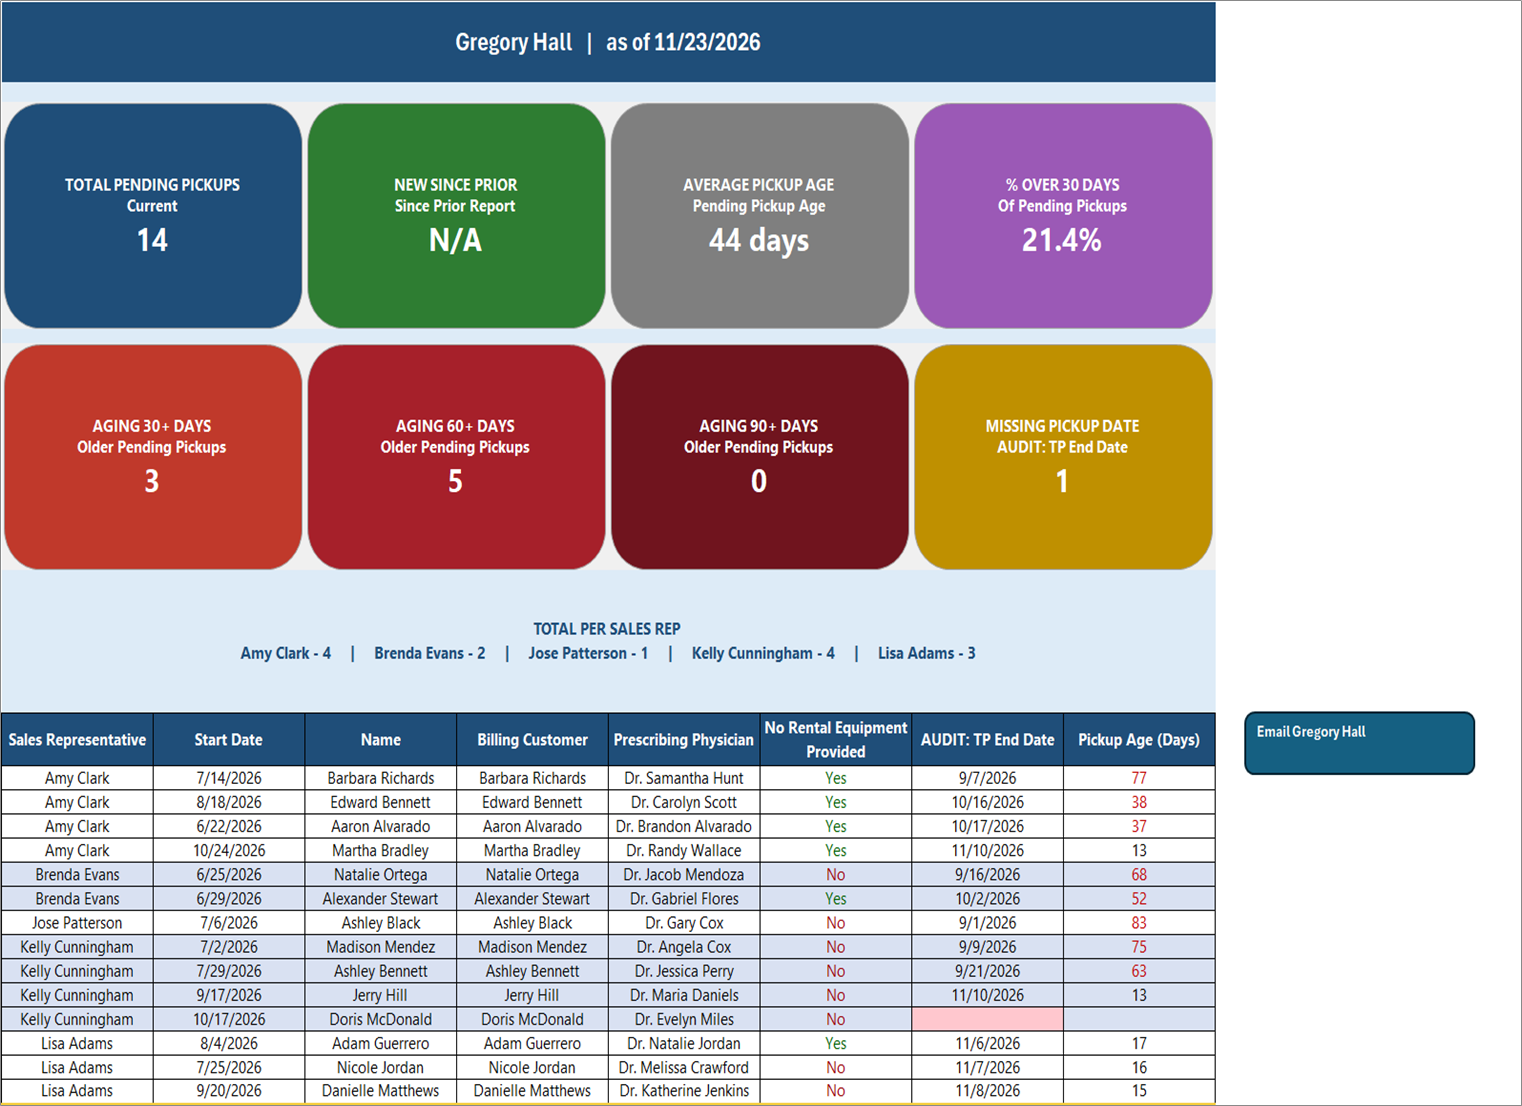 Gregory Hall | as of 11/23/2026
TOTAL PENDING PICKUPS
Current
14
NEW SINCE PRIOR
Since Prior Report
N/A
AVERAGE PICKUP AGE
Pending Pickup Age
44 days
% OVER 30 DAYS
Of Pending Pickups
21.4%
AGING 30+ DAYS
Older Pending Pickups
3
AGING 60+ DAYS
Older Pending Pickups
5
AGING 90+ DAYS
Older Pending Pickups
0
MISSING PICKUP DATE
AUDIT: TP End Date
1
TOTAL PER SALES REP
Amy Clark - 4 | Brenda Evans - 2 | Jose Patterson - 1 | Kelly Cunningham - 4 | Lisa Adams - 3
Sales Representative Start Date Name Billing Customer Prescribing Physician No Rental Equipment Provided AUDIT: TP End Date Pickup Age (Days)
Amy Clark 7/14/2026 Barbara Richards Barbara Richards Dr. Samantha Hunt Yes 9/7/2026 77
Amy Clark 8/18/2026 Edward Bennett Edward Bennett Dr. Carolyn Scott Yes 10/16/2026 38
Amy Clark 6/22/2026 Aaron Alvarado Aaron Alvarado Dr. Brandon Alvarado Yes 10/17/2026 37
Amy Clark 10/24/2026 Martha Bradley Martha Bradley Dr. Randy Wallace Yes 11/10/2026 13
Brenda Evans 6/25/2026 Natalie Ortega Natalie Ortega Dr. Jacob Mendoza No 9/16/2026 68
Brenda Evans 6/29/2026 Alexander Stewart Alexander Stewart Dr. Gabriel Flores Yes 10/2/2026 52
Jose Patterson 7/6/2026 Ashley Black Ashley Black Dr. Gary Cox No 9/1/2026 83
Kelly Cunningham 7/2/2026 Madison Mendez Madison Mendez Dr. Angela Cox No 9/9/2026 75
Kelly Cunningham 7/29/2026 Ashley Bennett Ashley Bennett Dr. Jessica Perry No 9/21/2026 63
Kelly Cunningham 9/17/2026 Jerry Hill Jerry Hill Dr. Maria Daniels No 11/10/2026 13
Kelly Cunningham 10/17/2026 Doris McDonald Doris McDonald Dr. Evelyn Miles No
Lisa Adams 8/4/2026 Adam Guerrero Adam Guerrero Dr. Natalie Jordan Yes 11/6/2026 17
Lisa Adams 7/25/2026 Nicole Jordan Nicole Jordan Dr. Melissa Crawford No 11/7/2026 16
Lisa Adams 9/20/2026 Danielle Matthews Danielle Matthews Dr. Katherine Jenkins No 11/8/2026 15
Email Gregory Hall